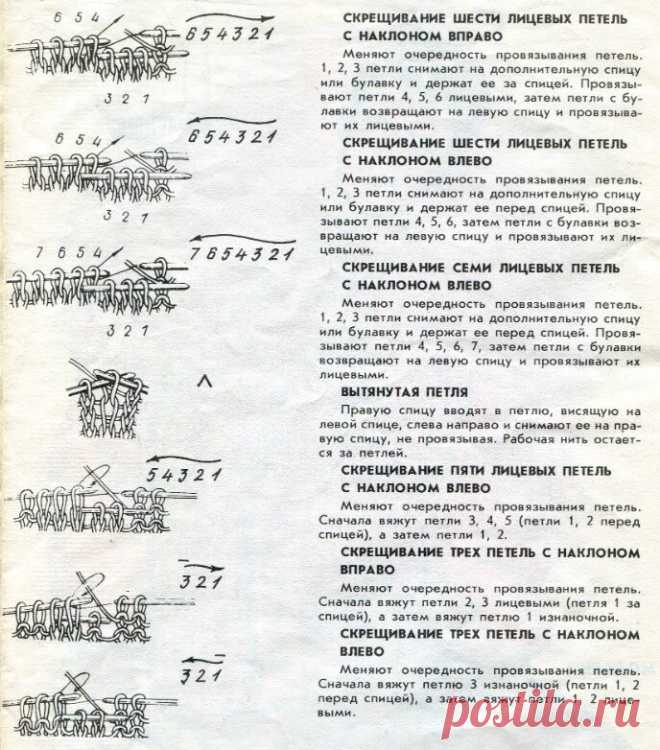 6 5 4
6 5 4 3 2 1
3 2 1
СКРЕЩИВАНИЕ ШЕСТИ ЛИЦЕВЫХ ПЕТЕЛЬ
С НАКЛОНОМ ВПРАВО
Меняют очередность провязывания петель.
1, 2, 3 петли снимают на дополнительную спицу
или булавку и держат ее за спицей. Провязы-
вают петли 4, 5, 6 лицевыми, затем петли с бу-
лавки возвращают на левую спицу и провязыва-
ют их лицевыми.
6 5 4
6 5 4 3 2 1
3 2 1
СКРЕЩИВАНИЕ ШЕСТИ ЛИЦЕВЫХ ПЕТЕЛЬ
С НАКЛОНОМ ВЛЕВО
Меняют очередность провязывания петель.
1, 2, 3 петли снимают на дополнительную спицу
или булавку и держат ее перед спицей. Провя-
зывают петли 4, 5, 6, затем петли с булавки воз-
вращают на левую спицу и провязывают их ли-
цевыми.
7 6 5 4
7 6 5 4 3 2 1
3 2 1
СКРЕЩИВАНИЕ СЕМИ ЛИЦЕВЫХ ПЕТЕЛЬ
С НАКЛОНОМ ВЛЕВО
Меняют очередность провязывания петель.
1, 2, 3 петли снимают на дополнительную спицу
или булавку и держат ее перед спицей. Провя-
зывают петли 4, 5, 6, 7, затем петли с булавки
возвращают на левую спицу и провязывают их
лицевыми.
ВЫТЯНУТАЯ ПЕТЛЯ
Правую спицу вводят в петлю, висящую на
левой спице, слева направо и снимают ее на пра-
вую спицу, не провязывая. Рабочая нить остает-
ся за петлей.
5 4 3 2 1
СКРЕЩИВАНИЕ ПЯТИ ЛИЦЕВЫХ ПЕТЕЛЬ
С НАКЛОНОМ ВЛЕВО
Меняют очередность провязывания петель.
Сначала вяжут петли 3, 4, 5 (петли 1, 2 перед
спицей), а затем петли 1, 2.
3 2 1
СКРЕЩИВАНИЕ ТРЕХ ПЕТЕЛЬ С НАКЛОНОМ
ВПРАВО
Меняют очередность провязывания петель.
Сначала вяжут петли 2, 3 лицевыми (петля 1 за
спицей), а затем вяжут петлю 1 изнаночной.
3 2 1
СКРЕЩИВАНИЕ ТРЕХ ПЕТЕЛЬ С НАКЛОНОМ
ВЛЕВО
Меняют очередность провязывания петель.
Сначала вяжут петлю 3 изнаночной (петли 1, 2
перед спицей), а затем вяжут петли 1, 2 лице-
выми.
postila.ru